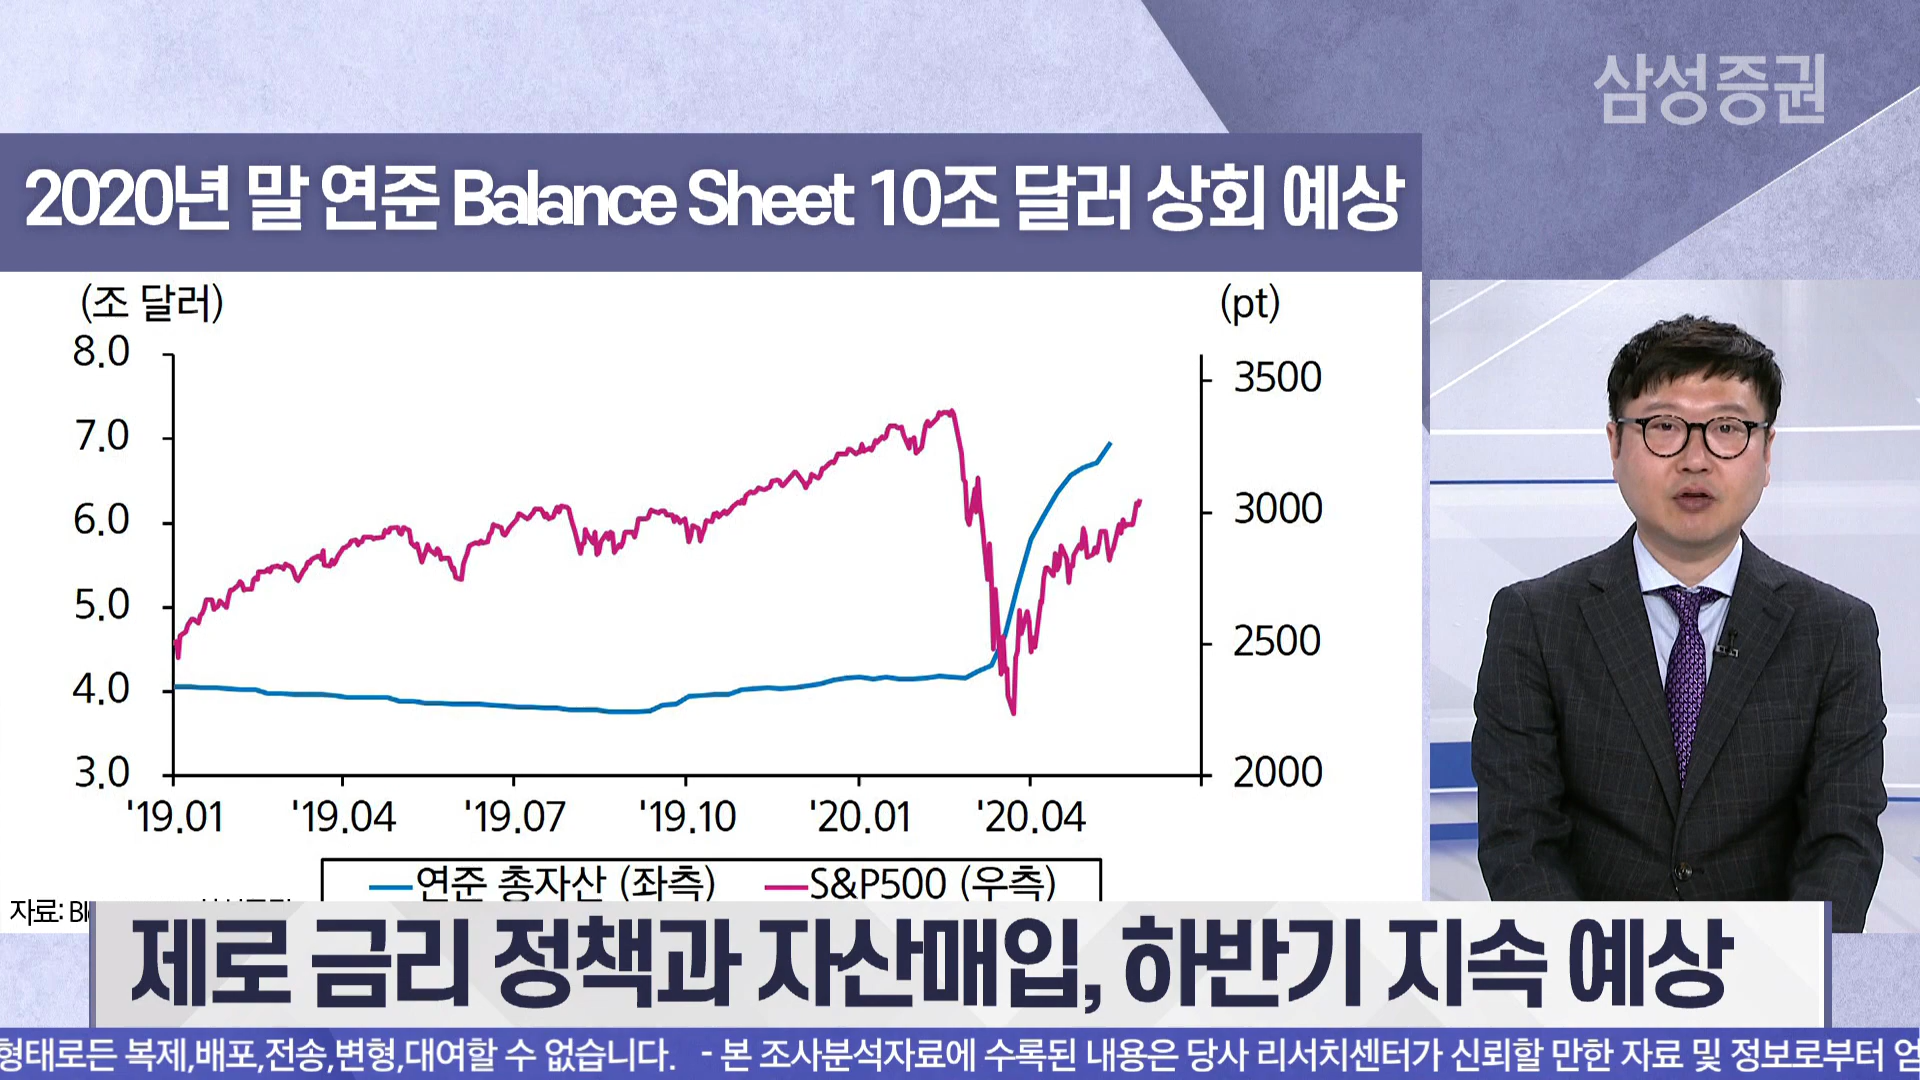 삼성증권
2020년 말 연준 Balance Sheet 10조 달러 상회 예상
(조 달러)
(pt)
8.0
7.0
6.0
5.0
4.0
3.0
3500
3000
2500
2000
'19.01 '19.04 '19.07 '19.10 '20.01 '20.04
연준 총자산 (좌측) S&P500 (우측)
자료:
제로 금리 정책과 자산매입, 하반기 지속 예상
형태로든 복제,배포,전송,변형,대여할 수 없습니다. - 본 조사분석자료에 수록된 내용은 당사 리서치센터가 신뢰할 만한 자료 및 정보로부터